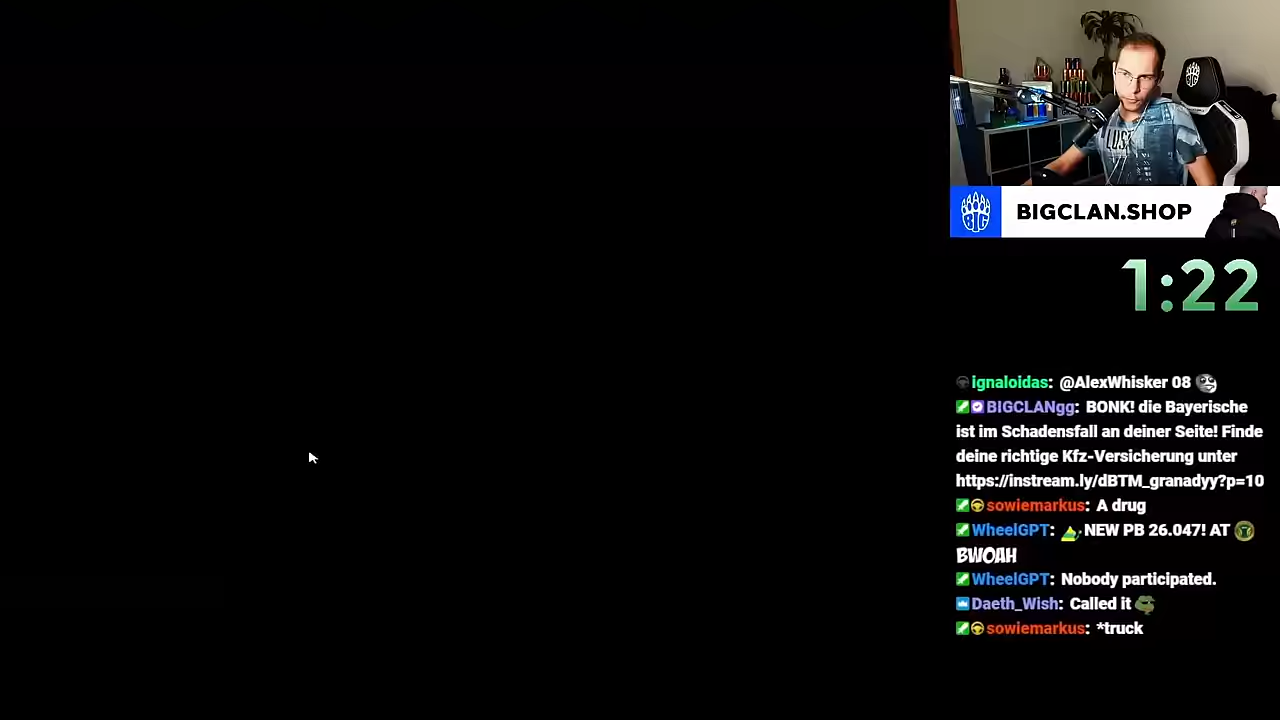 LUST
BIG
BIGCLAN.SHOP
1:22
ignaloidas: @AlexWhisker 08
BIGCLANgg: BONK! die Bayerische
ist im Schadensfall an deiner Seite! Finde
deine richtige Kfz-Versicherung unter
https://instream.ly/dBTM_granadyy?p=10
sowiemarkus: A drug
WheelGPT: NEW PB 26.047! AT
BWOAH
WheelGPT: Nobody participated.
Daeth_Wish: Called it
sowiemarkus: *truck